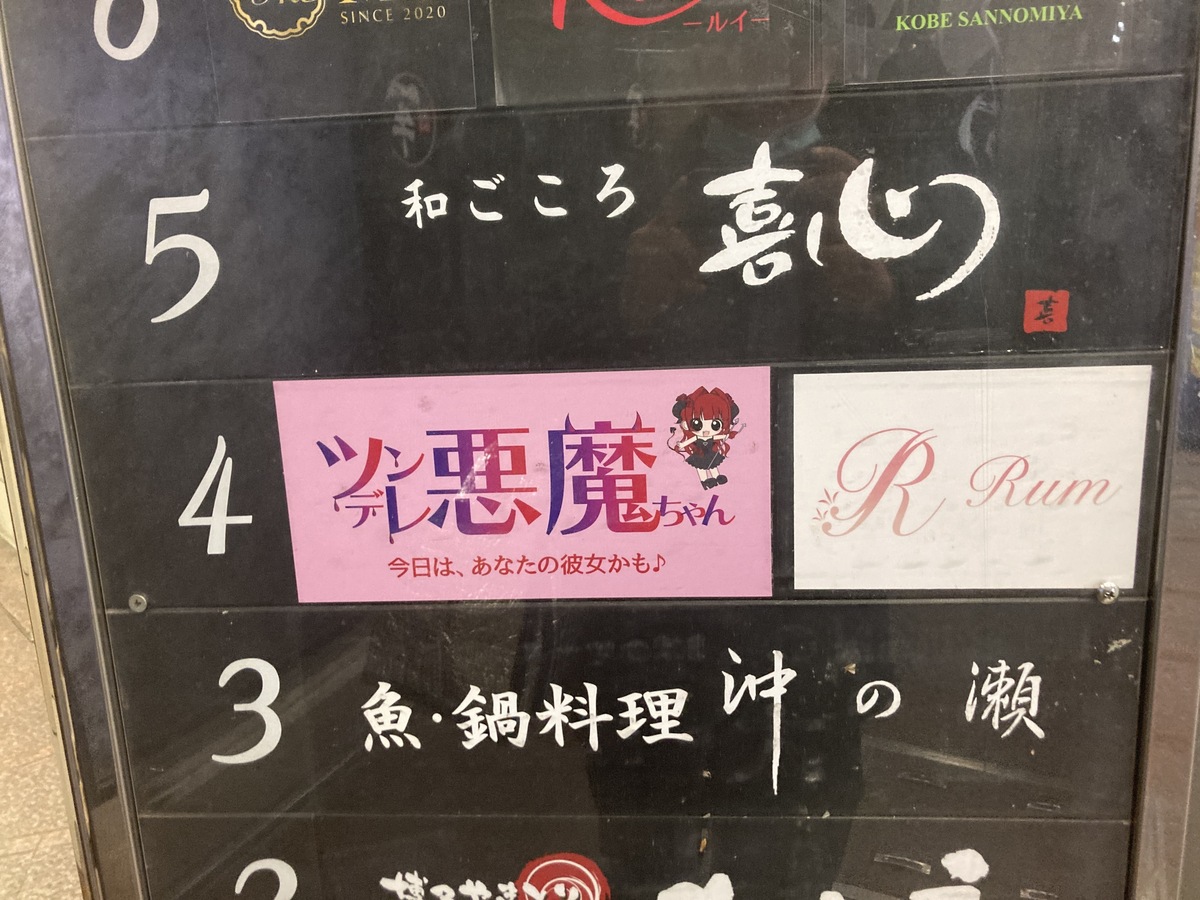 6
SINCE 2020
ールイー
KOBE SANNOMIYA
5
和ごころ
喜心
喜
4
ツンデレ悪魔ちゃん
今日は、あなたの彼女かも♪
R Rum
3
魚・鍋料理 沖の瀬
2